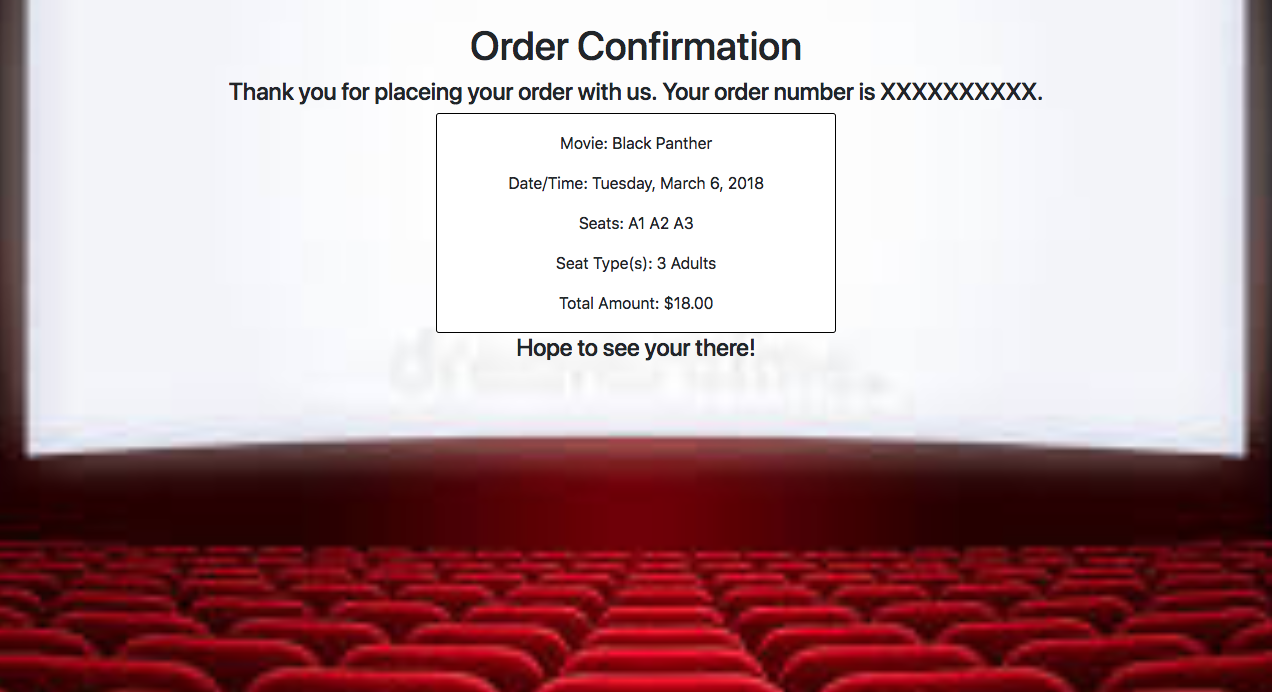 Order Confirmation
Thank you for placeing your order with us. Your order number is XXXXXXXXXX.
Movie: Black Panther
Date/Time: Tuesday, March 6, 2018
Seats: A1 A2 A3
Seat Type(s): 3 Adults
Total Amount: $18.00
Hope to see your there!